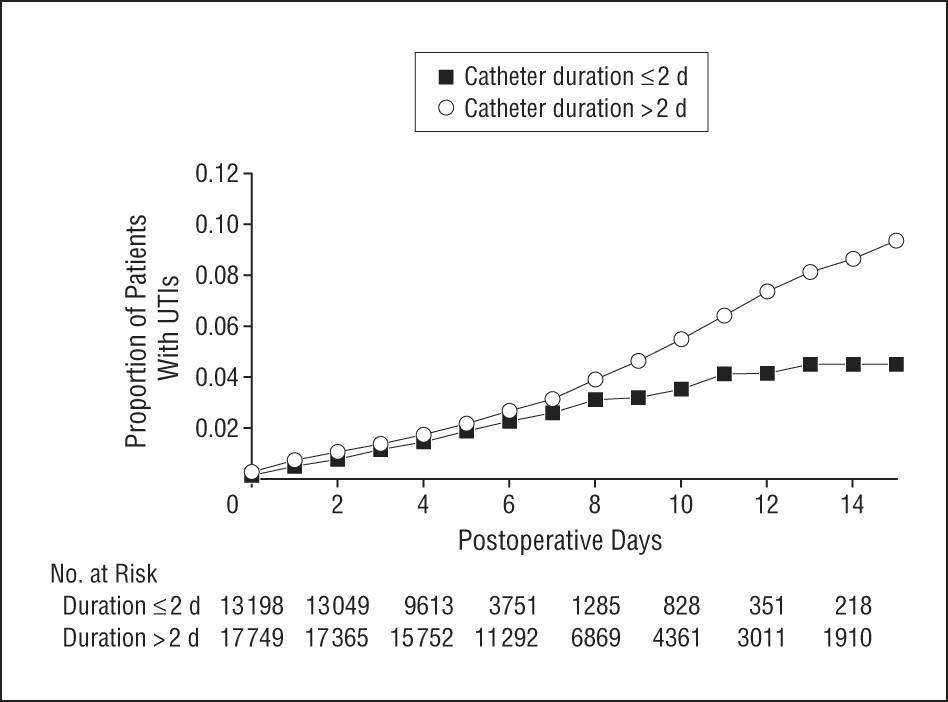 Catheter duration ≤2 d
Catheter duration >2 d
0.12
0.10
0.08
0.06
0.04
0.02
Proportion of Patients
With UTIs
0 2 4 6 8 10 12 14
Postoperative Days
No. at Risk
Duration ≤2 d 13198 13049 9613 3751 1285 828 351 218
Duration >2 d 17749 17365 15752 11292 6869 4361 3011 1910